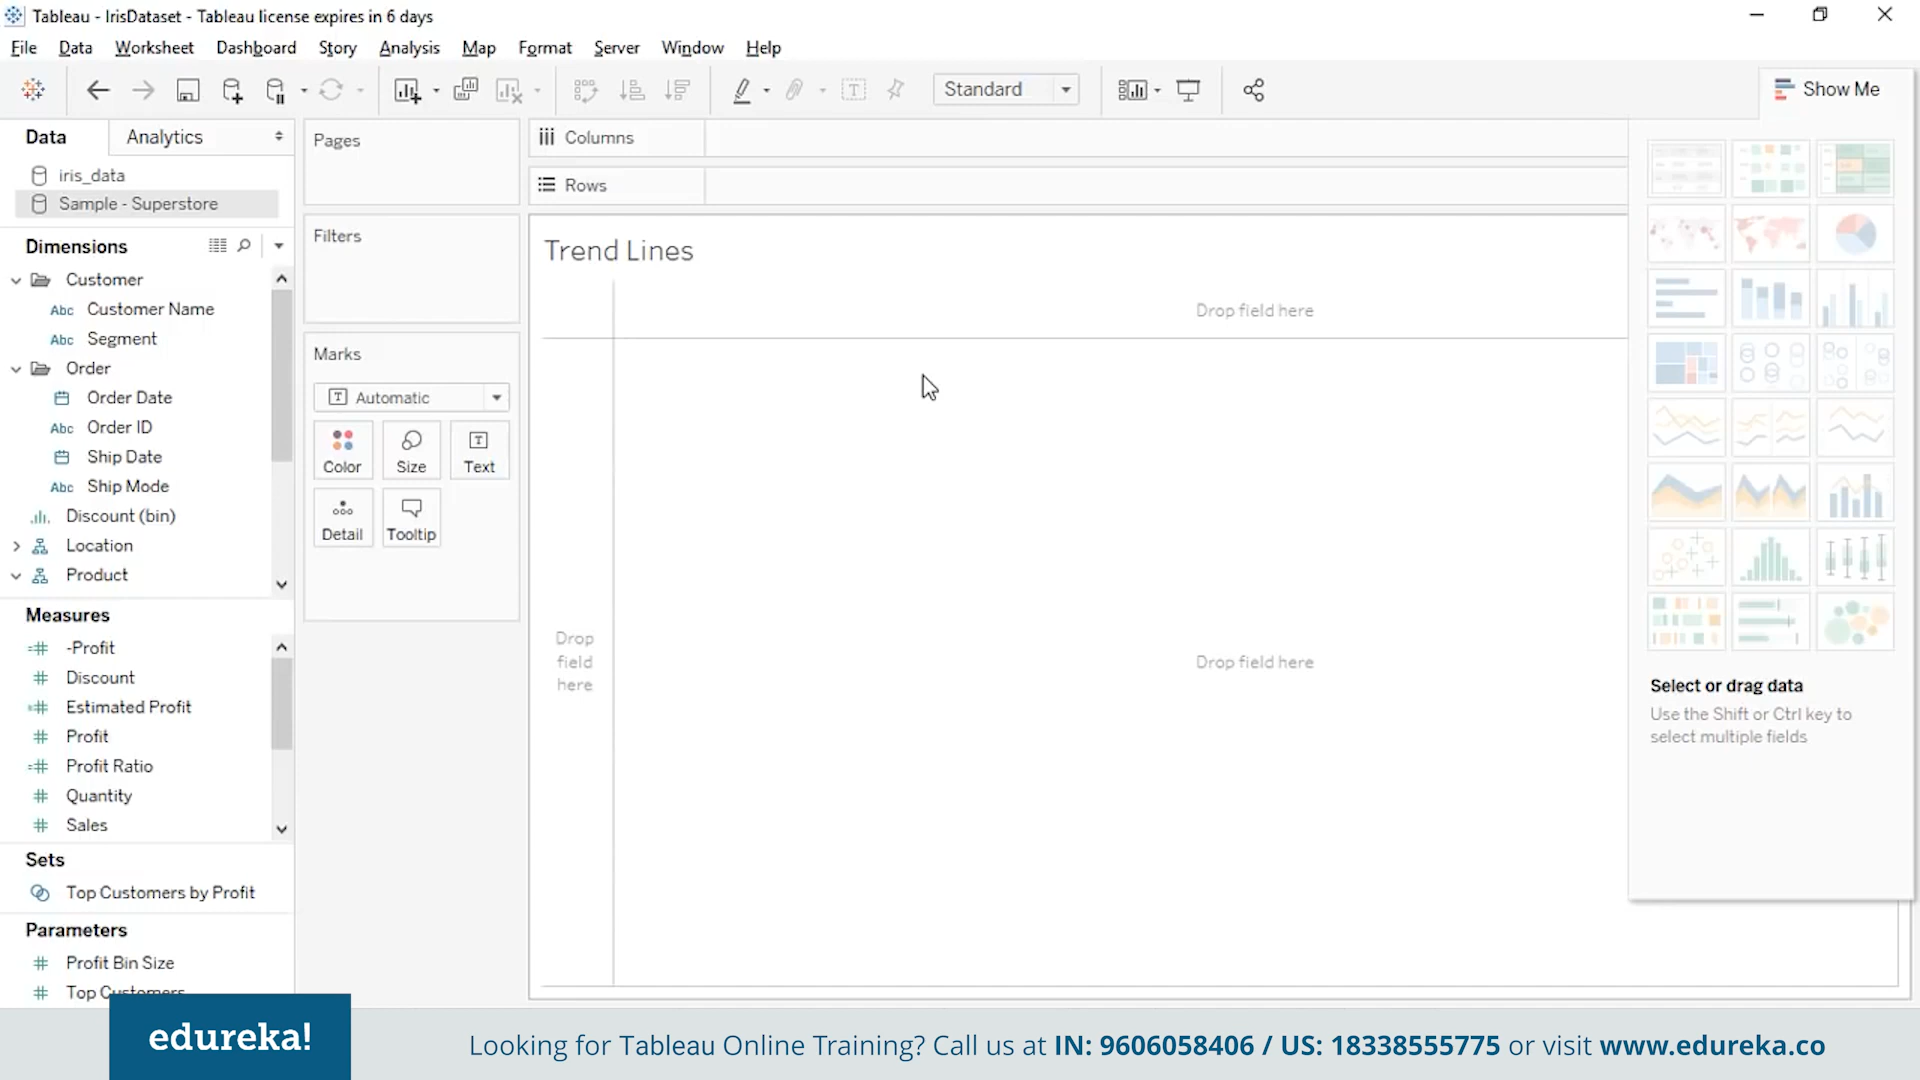 Tableau - IrisDataset - Tableau license expires in 6 days
File Data Worksheet Dashboard Story Analysis Map Format Server Window Help
Standard
Show Me
Data Analytics
iris_data
Sample - Superstore
Dimensions
Customer
Abc Customer Name
Abc Segment
Order
Order Date
Abc Order ID
Ship Date
Abc Ship Mode
Discount (bin)
Location
Product
Measures
-Profit
Discount
Estimated Profit
Profit
Profit Ratio
Quantity
Sales
Sets
Top Customers by Profit
Parameters
Profit Bin Size
Top Customers
Pages
Filters
Marks
Automatic
Color Size Text
Detail Tooltip
Columns
Rows
Trend Lines
Drop field here
Drop
field
here
Drop field here
Select or drag data
Use the Shift or Ctrl key to
select multiple fields
edureka!
Looking for Tableau Online Training? Call us at IN: 9606058406 / US: 18338555775 or visit www.edureka.co